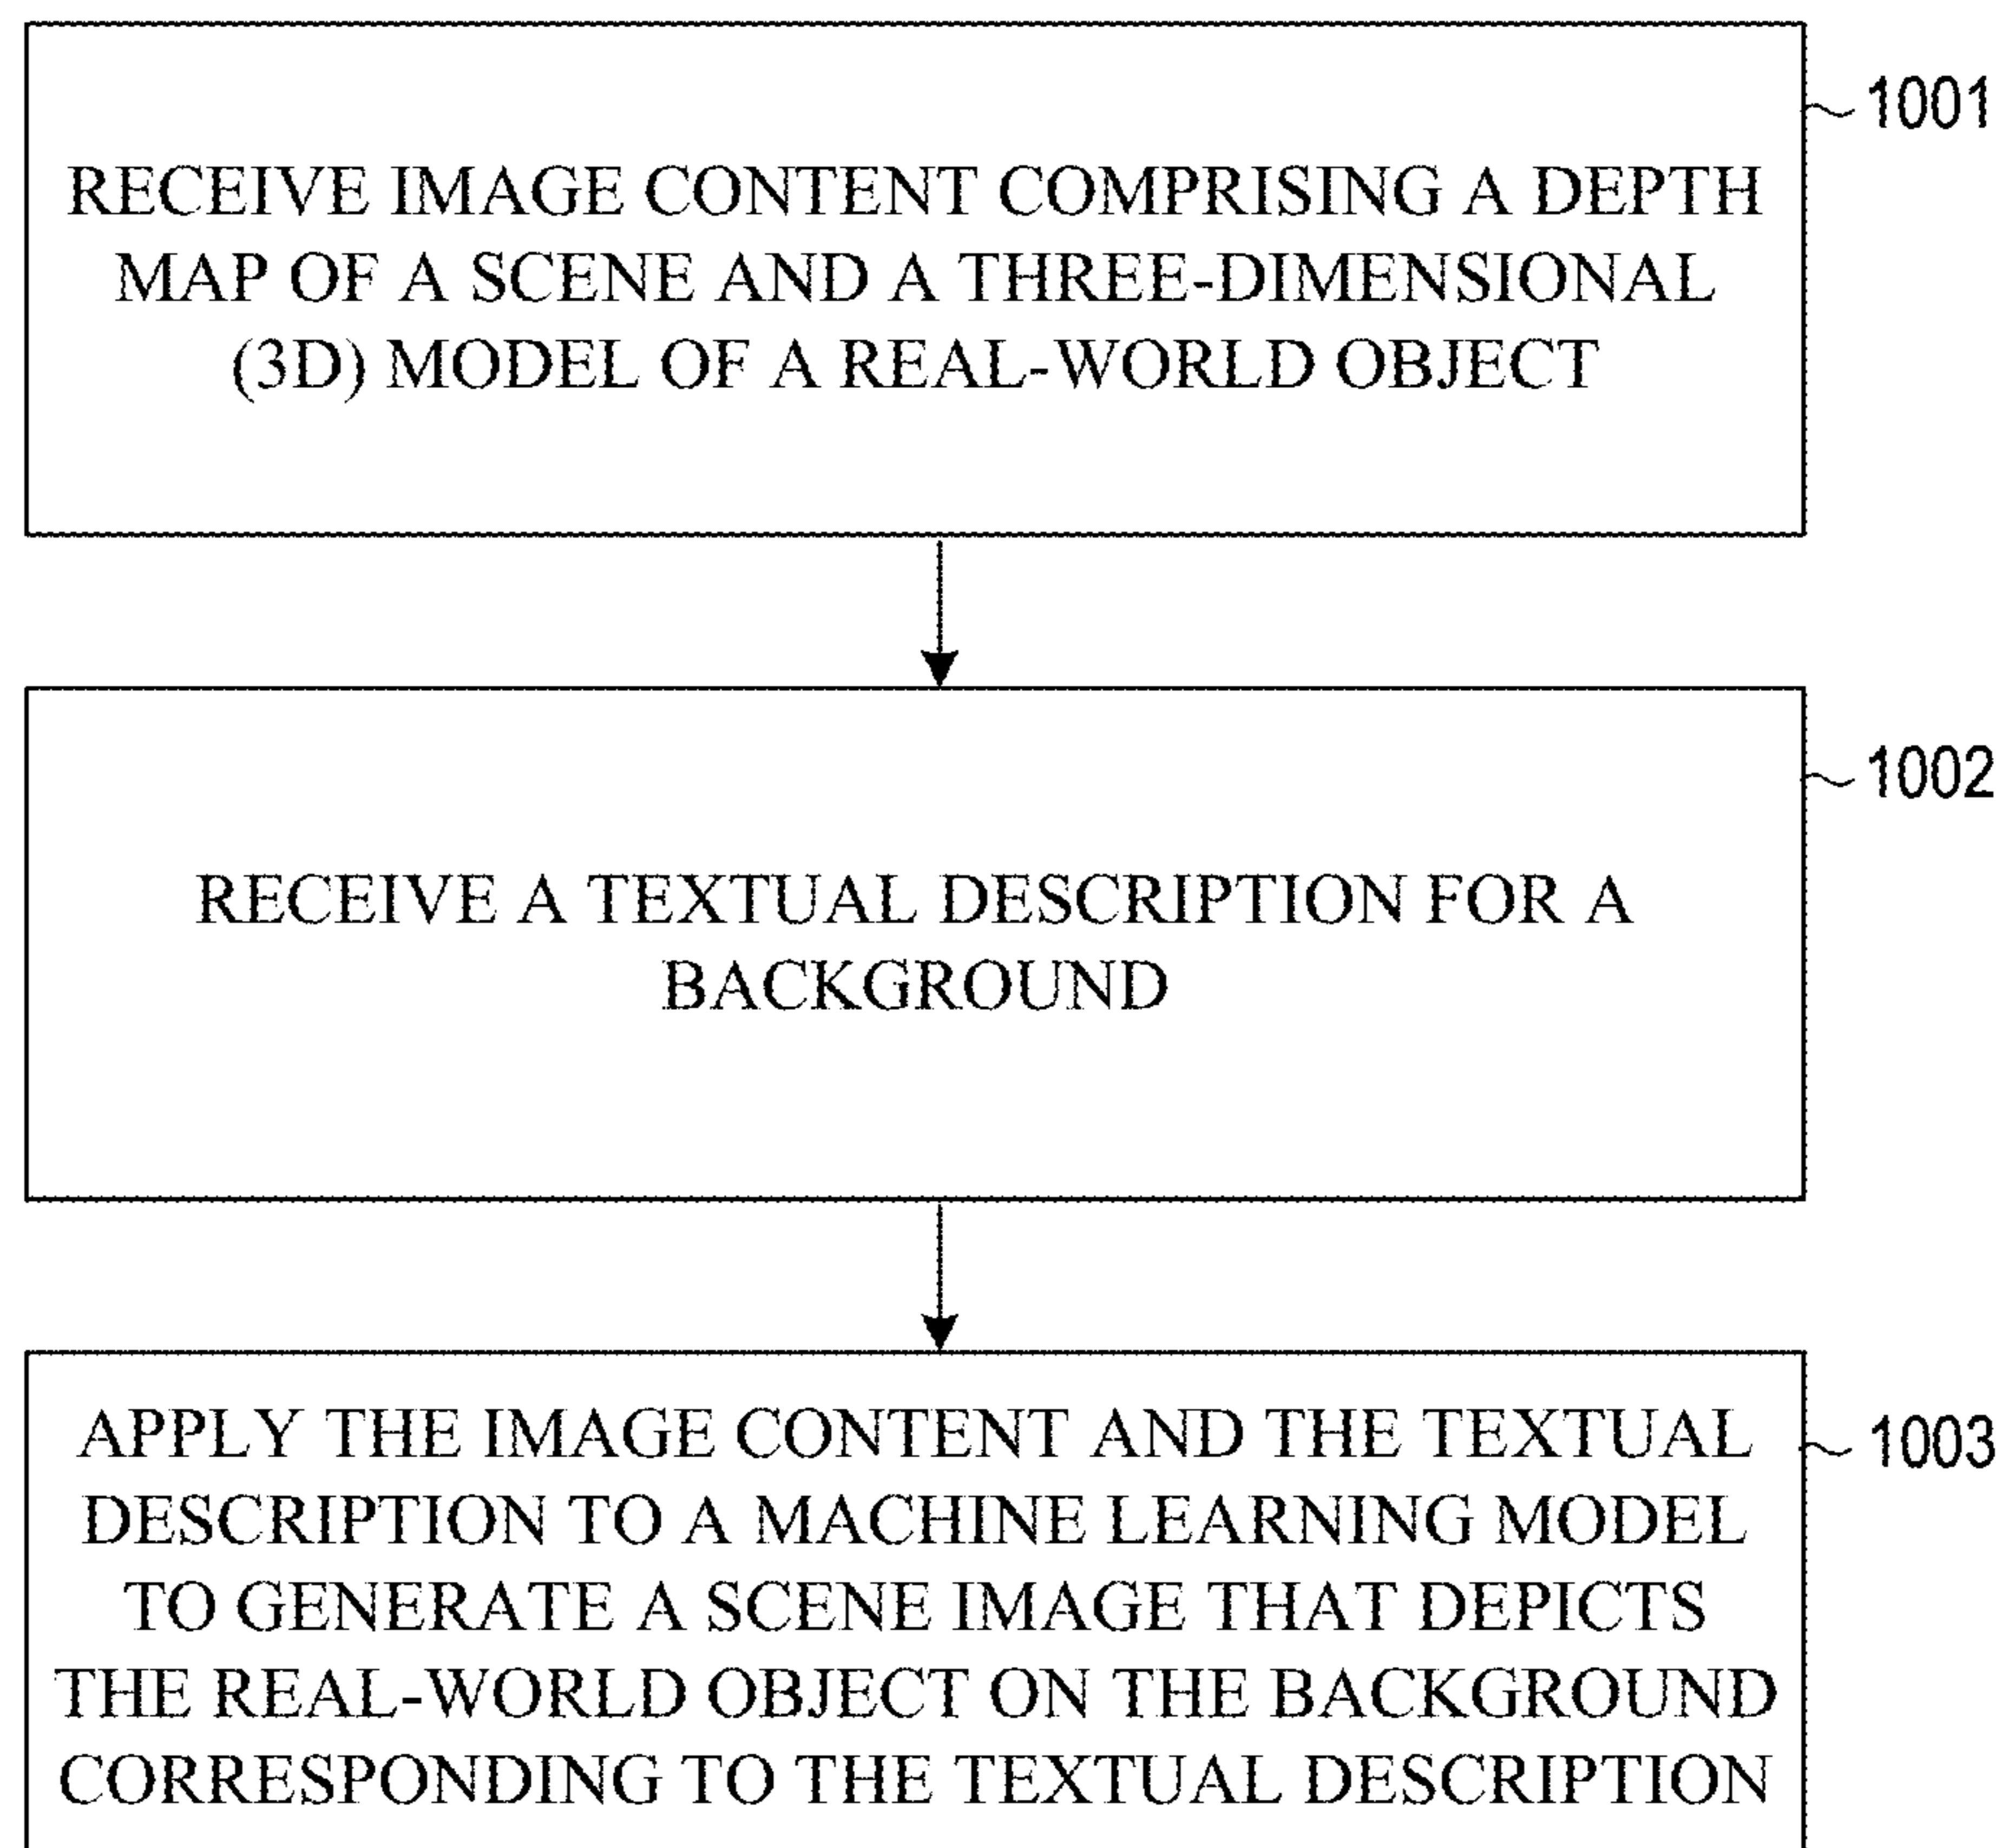 1001
RECEIVE IMAGE CONTENT COMPRISING A DEPTH
MAP OF A SCENE AND A THREE-DIMENSIONAL
(3D) MODEL OF A REAL-WORLD OBJECT
1002
RECEIVE A TEXTUAL DESCRIPTION FOR A
BACKGROUND
1003
APPLY THE IMAGE CONTENT AND THE TEXTUAL
DESCRIPTION TO A MACHINE LEARNING MODEL
TO GENERATE A SCENE IMAGE THAT DEPICTS
THE REAL-WORLD OBJECT ON THE BACKGROUND
CORRESPONDING TO THE TEXTUAL DESCRIPTION